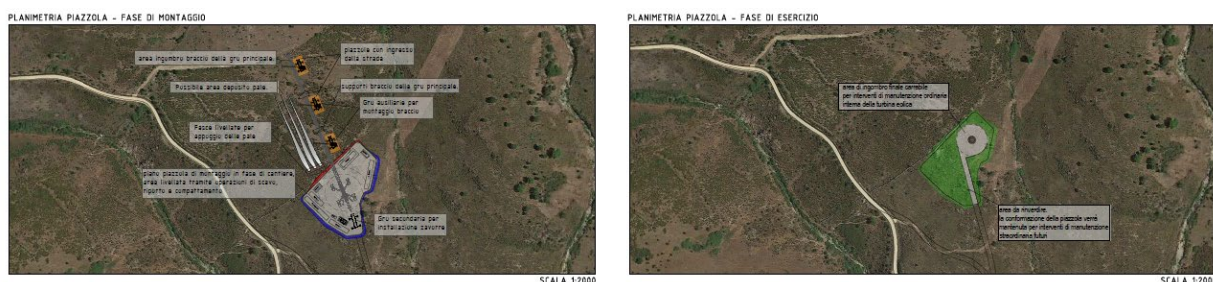 PLANIMETRIA PIAZZOLA - FASE DI MONTAGGIO
area ingombro braccio della gru principale
piazzole con ingresso
dalla strada
Possibile area deposito pale
supporti braccio della gru principale
Gru ausiliaria per
montaggio braccio
Fasce livellate per
appoggio delle pale
piano piazzola di montaggio in fase di cantiere,
area livellata tramite operazioni di scavo,
riporto e compattamento
Gru secondaria per
installazione zavorre
SCALA 1:2000
PLANIMETRIA PIAZZOLA - FASE DI ESERCIZIO
area di ingombro finale carrabile
per interventi di manutenzione ordinaria
interna della turbina eolica
area da rinverdire.
la conformazione della piazzola verrà
mantenuta per interventi di manutenzione
straordinaria futuri
SCALA 1:200